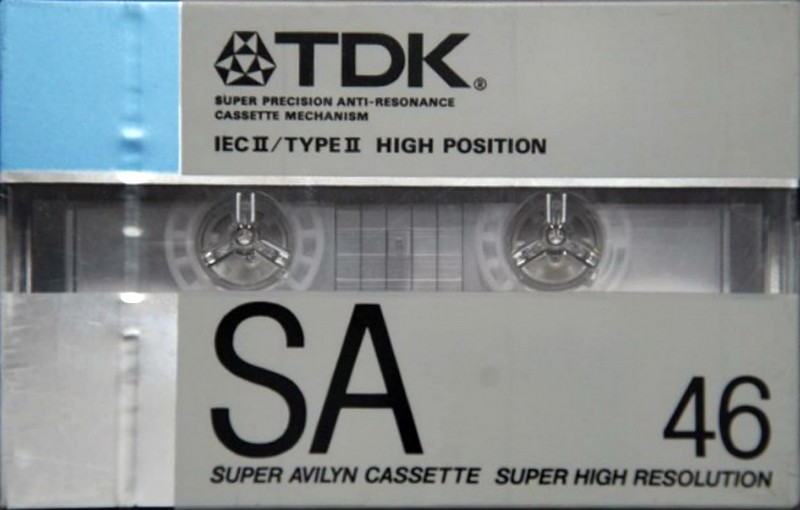 TDK®
SUPER PRECISION ANTI-RESONANCE
CASSETTE MECHANISM
IEC II/TYPE II HIGH POSITION
SA 46
SUPER AVILYN CASSETTE SUPER HIGH RESOLUTION